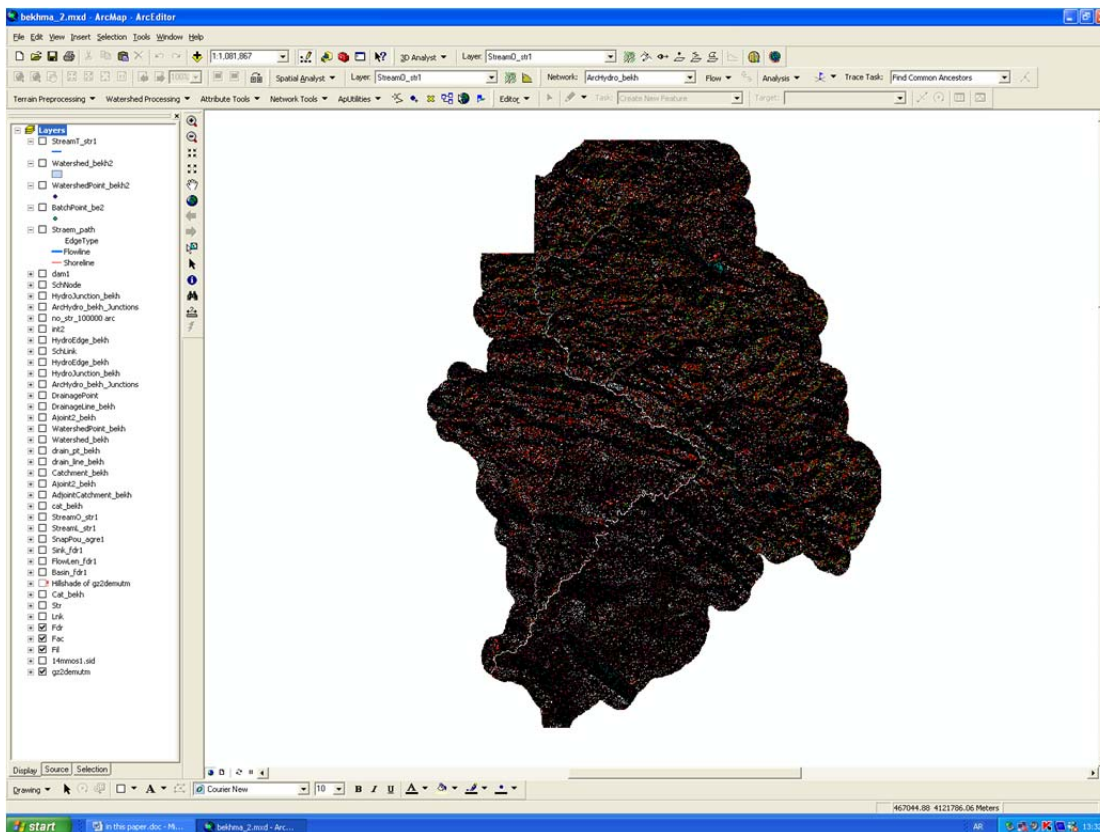 bekhma_2.mxd - ArcMap - ArcEditor
File Edit View Insert Selection Tools Window Help
1:1,081,867 3D Analyst Layer: StreamO_str1
100% Spatial Analyst Layer: StreamO_str1 Network: ArcHydro_bekh Flow Analysis Trace Task: Find Common Ancestors
Terrain Preprocessing Watershed Processing Attribute Tools Network Tools ApUtilities Editor Task: Create New Feature Target:
Layers
StreamT_str1
Watershed_bekh2
WatershedPoint_bekh2
BatchPoint_be2
Straem_path
EdgeType
Flowline
Shoreline
dam1
SchNode
HydroJunction_bekh
ArcHydro_bekh_Junctions
no_str_100000 arc
int2
HydroEdge_bekh
SchLink
HydroEdge_bekh
HydroJunction_bekh
ArcHydro_bekh_Junctions
DrainagePoint
DrainageLine_bekh
Ajoint2_bekh
WatershedPoint_bekh
Watershed_bekh
drain_pt_bekh
drain_line_bekh
Catchment_bekh
Ajoint2_bekh
AdjointCatchment_bekh
cat_bekh
StreamO_str1
StreamL_str1
SnapPou_agre1
Sink_fdr1
FlowLen_fdr1
Basin_fdr1
Hillshade of gz2demutm
Cat_bekh
Str
Lnk
Fdr
Fac
Fil
14mmos1.sid
gz2demutm
Display Source Selection
Drawing A Courier New 10 B I U A
467044.88 4121786.06 Meters
start in this paper.doc - Mi... bekhma_2.mxd - Arc... AR 13:32